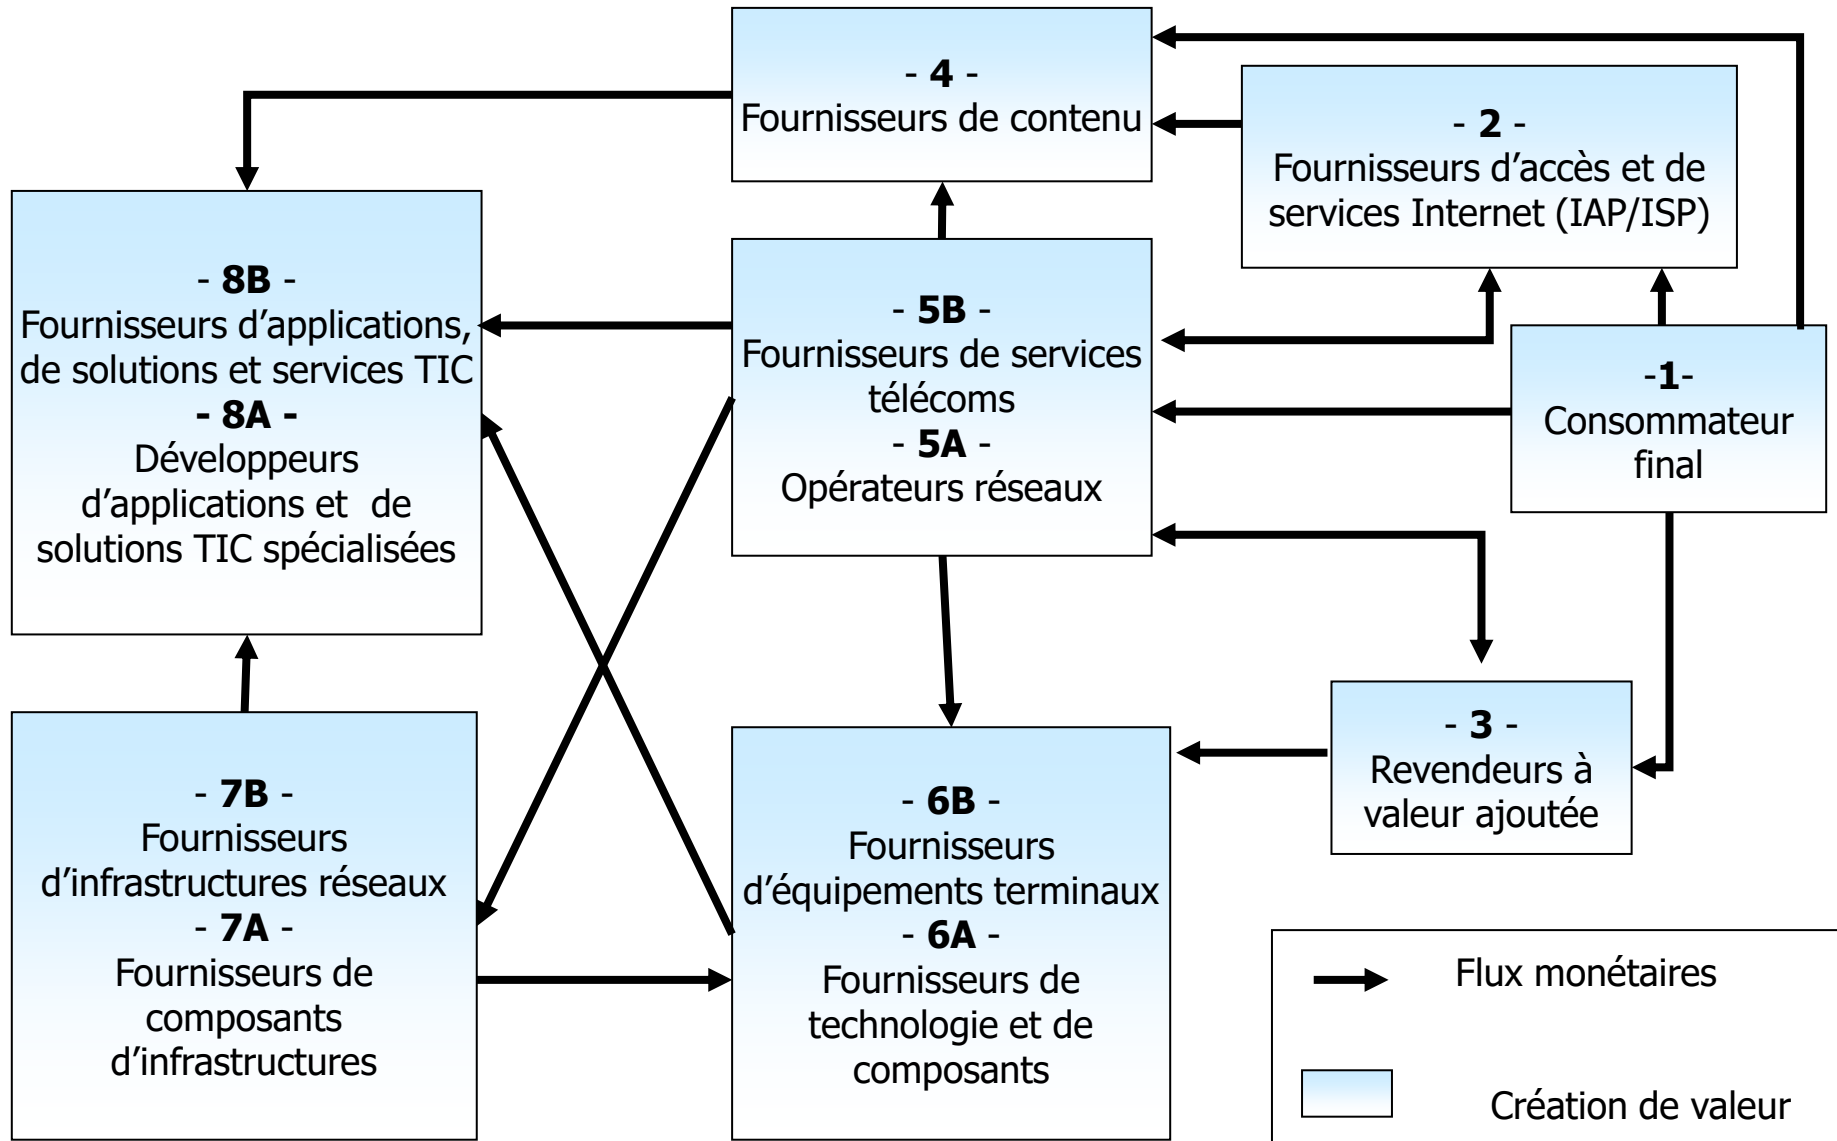 - 4 -
Fournisseurs de contenu
- 2 -
Fournisseurs d’accès et de
services Internet (IAP/ISP)
- 8B -
Fournisseurs d’applications,
de solutions et services TIC
- 8A -
Développeurs
d’applications et de
solutions TIC spécialisées
- 5B -
Fournisseurs de services
télécoms
- 5A -
Opérateurs réseaux
-1-
Consommateur
final
- 7B -
Fournisseurs
d’infrastructures réseaux
- 7A -
Fournisseurs de
composants
d’infrastructures
- 6B -
Fournisseurs
d’équipements terminaux
- 6A -
Fournisseurs de
technologie et de
composants
- 3 -
Revendeurs à
valeur ajoutée
Flux monétaires
Création de valeur